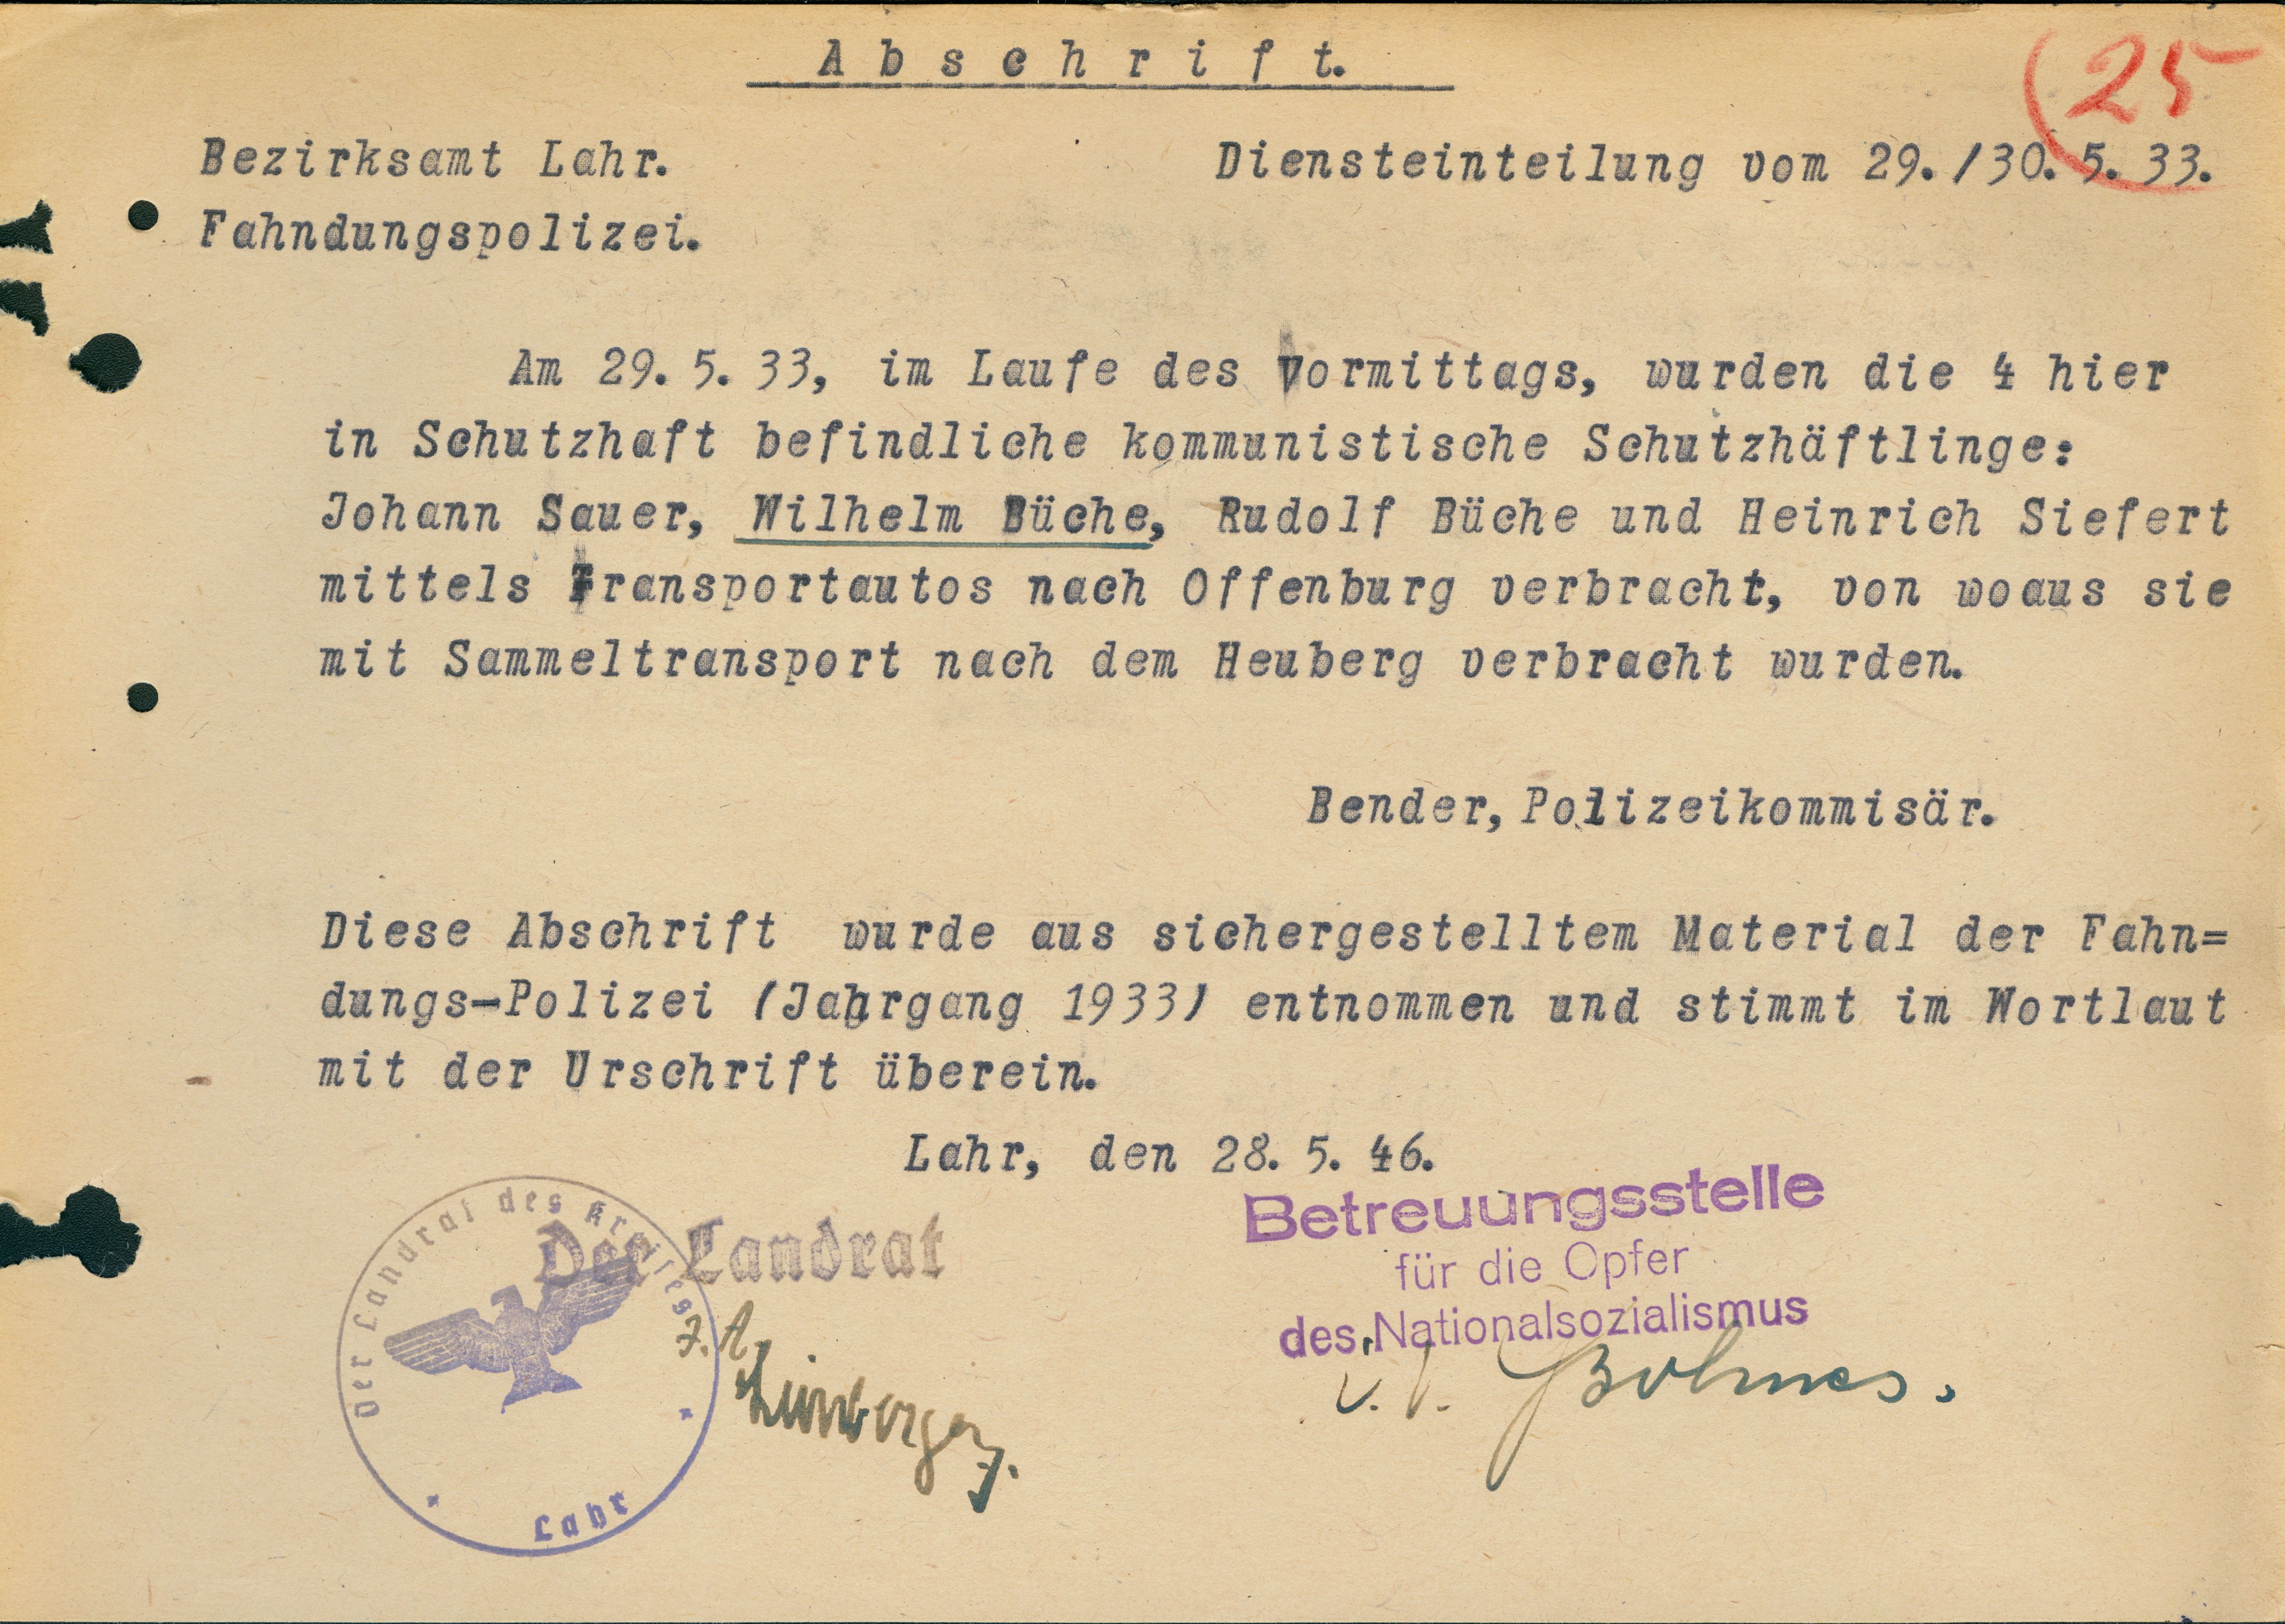 A b s c h r i f t.
25
Bezirksamt Lahr.
Diensteinteilung vom 29./30. 5. 33.
Fahndungspolizei.
Am 29. 5. 33, im Laufe des Vormittags, wurden die 4 hier
in Schutzhaft befindliche kommunistische Schutzhäftlinge:
Johann Sauer, Wilhelm Büche, Rudolf Büche und Heinrich Siefert
mittels Transportautos nach Offenburg verbracht, von woaus sie
mit Sammeltransport nach dem Heuberg verbracht wurden.
Bender, Polizeikommisär.
Diese Abschrift wurde aus sichergestelltem Material der Fahn=
dungs-Polizei (Jahrgang 1933) entnommen und stimmt im Wortlaut
mit der Urschrift überein.
Lahr, den 28. 5. 46.
Der Landrat
Der Landrat des Kreises
Lahr
Betreuungsstelle
für die Opfer
des Nationalsozialismus